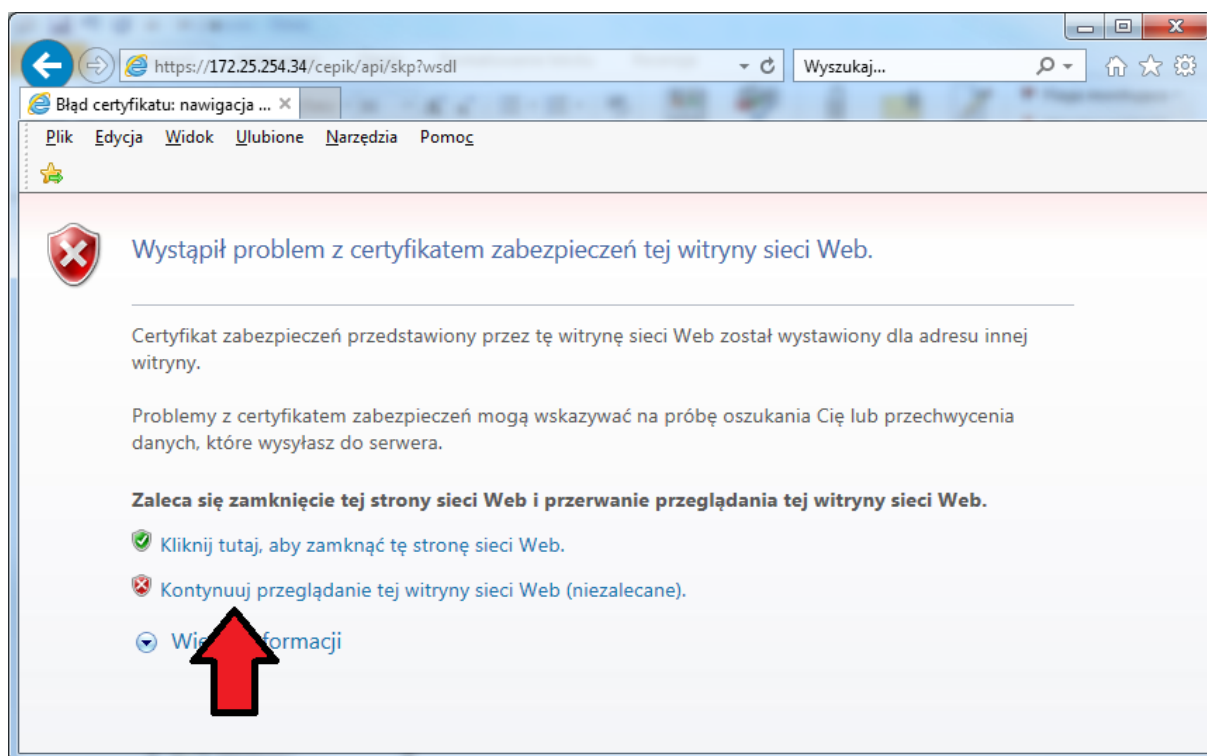 https://172.25.254.34/cepik/api/skp?wsdl
Wyszukaj...
Błąd certyfikatu: nawigacja ...
Plik Edycja Widok Ulubione Narzędzia Pomoc
Wystąpił problem z certyfikatem zabezpieczeń tej witryny sieci Web.
Certyfikat zabezpieczeń przedstawiony przez tę witrynę sieci Web został wystawiony dla adresu innej
witryny.
Problemy z certyfikatem zabezpieczeń mogą wskazywać na próbę oszukania Cię lub przechwycenia
danych, które wysyłasz do serwera.
Zaleca się zamknięcie tej strony sieci Web i przerwanie przeglądania tej witryny sieci Web.
Kliknij tutaj, aby zamknąć tę stronę sieci Web.
Kontynuuj przeglądanie tej witryny sieci Web (niezalecane).